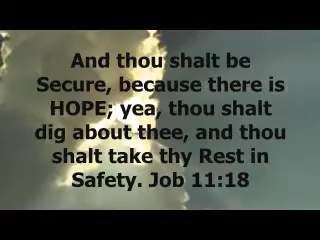 And thou shalt be
Secure, because there is
HOPE; yea, thou shalt
dig about thee, and thou
shalt take thy Rest in
Safety. Job 11:18